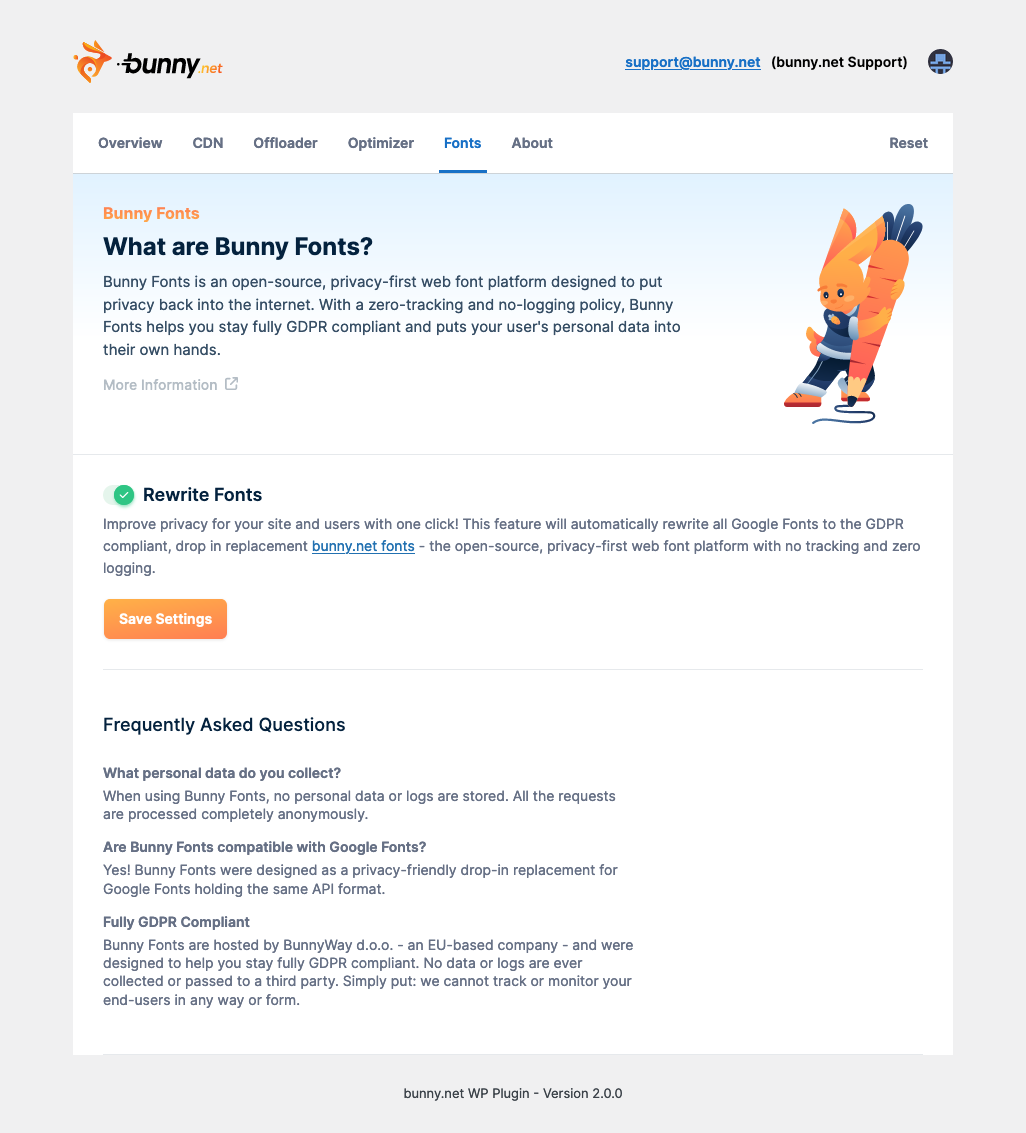 bunny.net
support@bunny.net (bunny.net Support)
Overview CDN Offloader Optimizer Fonts About Reset
Bunny Fonts
What are Bunny Fonts?
Bunny Fonts is an open-source, privacy-first web font platform designed to put
privacy back into the internet. With a zero-tracking and no-logging policy, Bunny
Fonts helps you stay fully GDPR compliant and puts your user's personal data into
their own hands.
More Information
Rewrite Fonts
Improve privacy for your site and users with one click! This feature will automatically rewrite all Google Fonts to the GDPR
compliant, drop in replacement bunny.net fonts - the open-source, privacy-first web font platform with no tracking and zero
logging.
Save Settings
Frequently Asked Questions
What personal data do you collect?
When using Bunny Fonts, no personal data or logs are stored. All the requests
are processed completely anonymously.
Are Bunny Fonts compatible with Google Fonts?
Yes! Bunny Fonts were designed as a privacy-friendly drop-in replacement for
Google Fonts holding the same API format.
Fully GDPR Compliant
Bunny Fonts are hosted by BunnyWay d.o.o. - an EU-based company - and were
designed to help you stay fully GDPR compliant. No data or logs are ever
collected or passed to a third party. Simply put: we cannot track or monitor your
end-users in any way or form.
bunny.net WP Plugin - Version 2.0.0